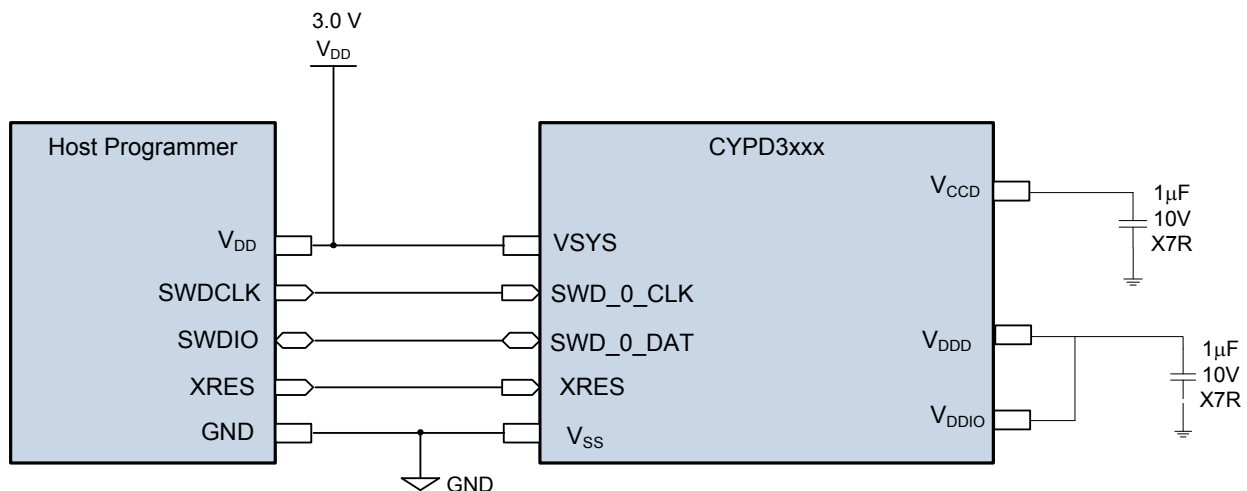 3.0 V
VDD
Host Programmer
VDD
SWDCLK
SWDIO
XRES
GND
GND
CYPD3xxx
VSYS
SWD_0_CLK
SWD_0_DAT
XRES
VSS
VCCD
VDDD
VDDIO
1µF
10V
X7R
1µF
10V
X7R